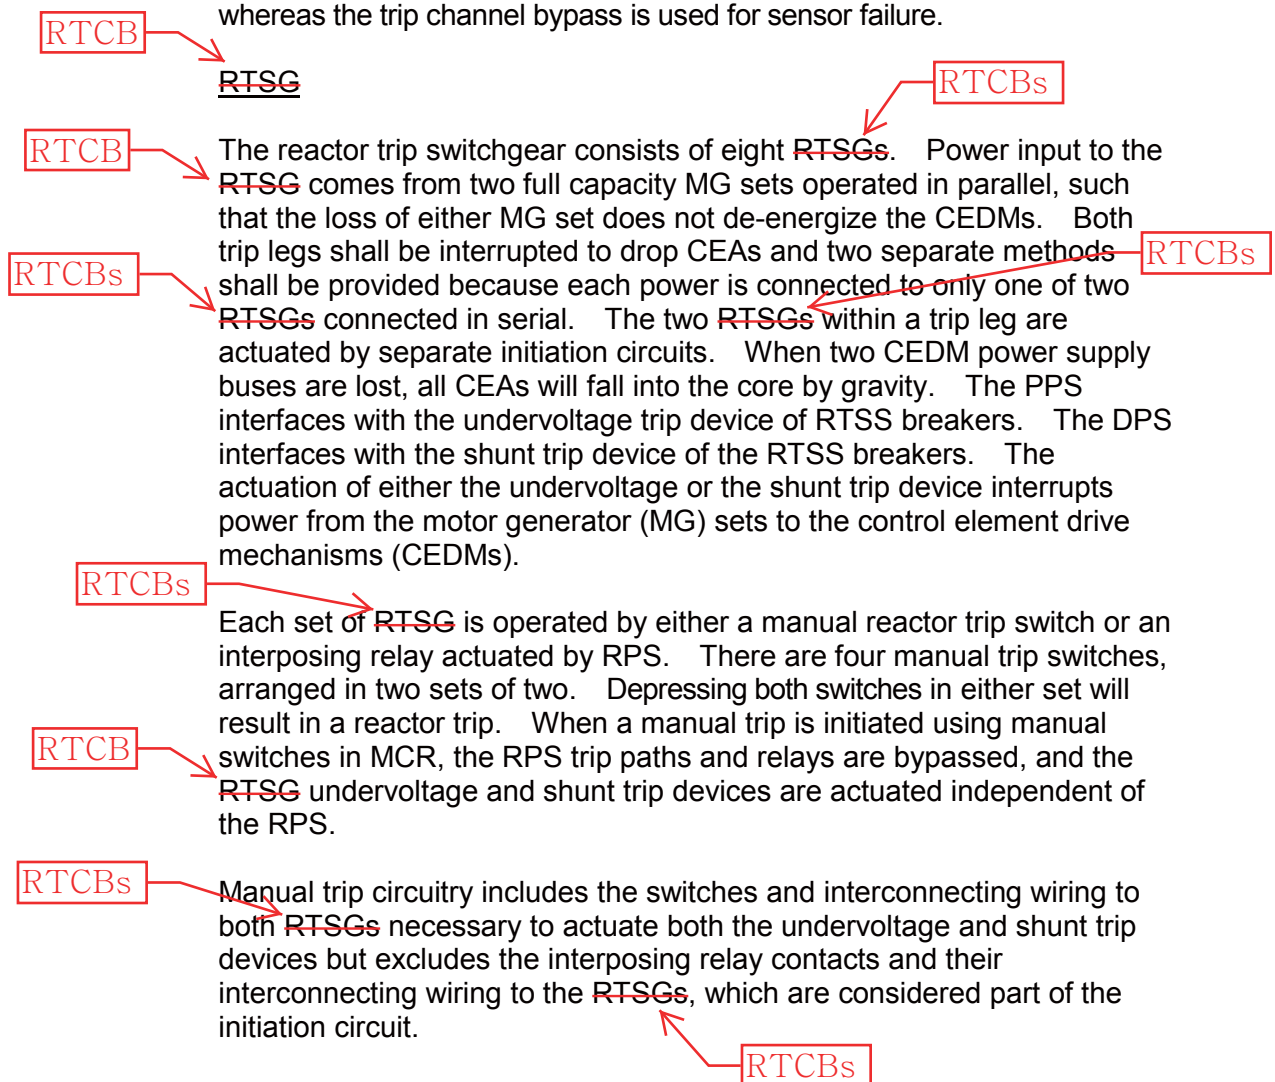 whereas the trip channel bypass is used for sensor failure.
RTCB
RTSG
RTCBs
RTCB
The reactor trip switchgear consists of eight RTSGs. Power input to the
RTSG comes from two full capacity MG sets operated in parallel, such
that the loss of either MG set does not de-energize the CEDMs. Both
trip legs shall be interrupted to drop CEAs and two separate methods
RTCBs
RTCBs
shall be provided because each power is connected to only one of two
RTSGs connected in serial. The two RTSGs within a trip leg are
actuated by separate initiation circuits. When two CEDM power supply
buses are lost, all CEAs will fall into the core by gravity. The PPS
interfaces with the undervoltage trip device of RTSS breakers. The DPS
interfaces with the shunt trip device of the RTSS breakers. The
actuation of either the undervoltage or the shunt trip device interrupts
power from the motor generator (MG) sets to the control element drive
mechanisms (CEDMs).
RTCBs
Each set of RTSG is operated by either a manual reactor trip switch or an
interposing relay actuated by RPS. There are four manual trip switches,
arranged in two sets of two. Depressing both switches in either set will
result in a reactor trip. When a manual trip is initiated using manual
RTCB
switches in MCR, the RPS trip paths and relays are bypassed, and the
RTSG undervoltage and shunt trip devices are actuated independent of
the RPS.
RTCBs
Manual trip circuitry includes the switches and interconnecting wiring to
both RTSGs necessary to actuate both the undervoltage and shunt trip
devices but excludes the interposing relay contacts and their
interconnecting wiring to the RTSGs, which are considered part of the
initiation circuit.
RTCBs